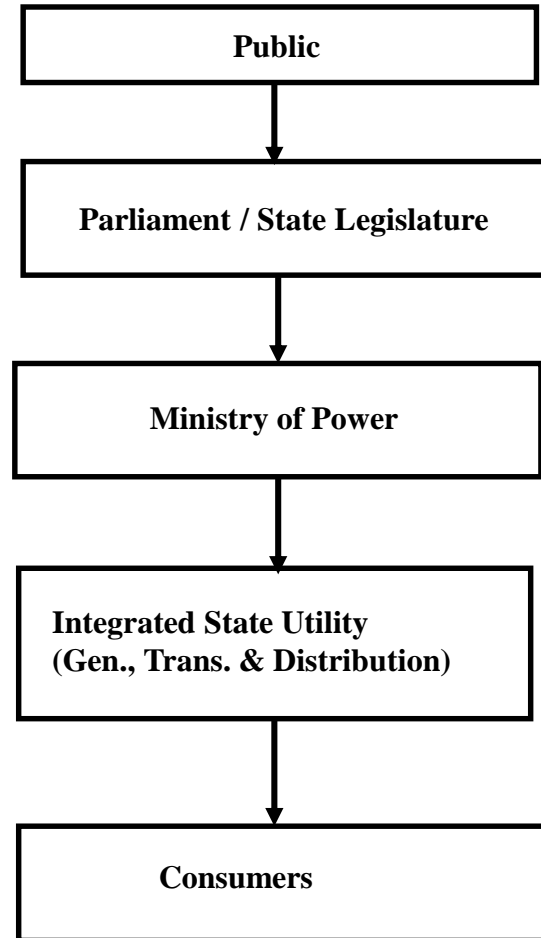 Public
Parliament / State Legislature
Ministry of Power
Integrated State Utility
(Gen., Trans. & Distribution)
Consumers